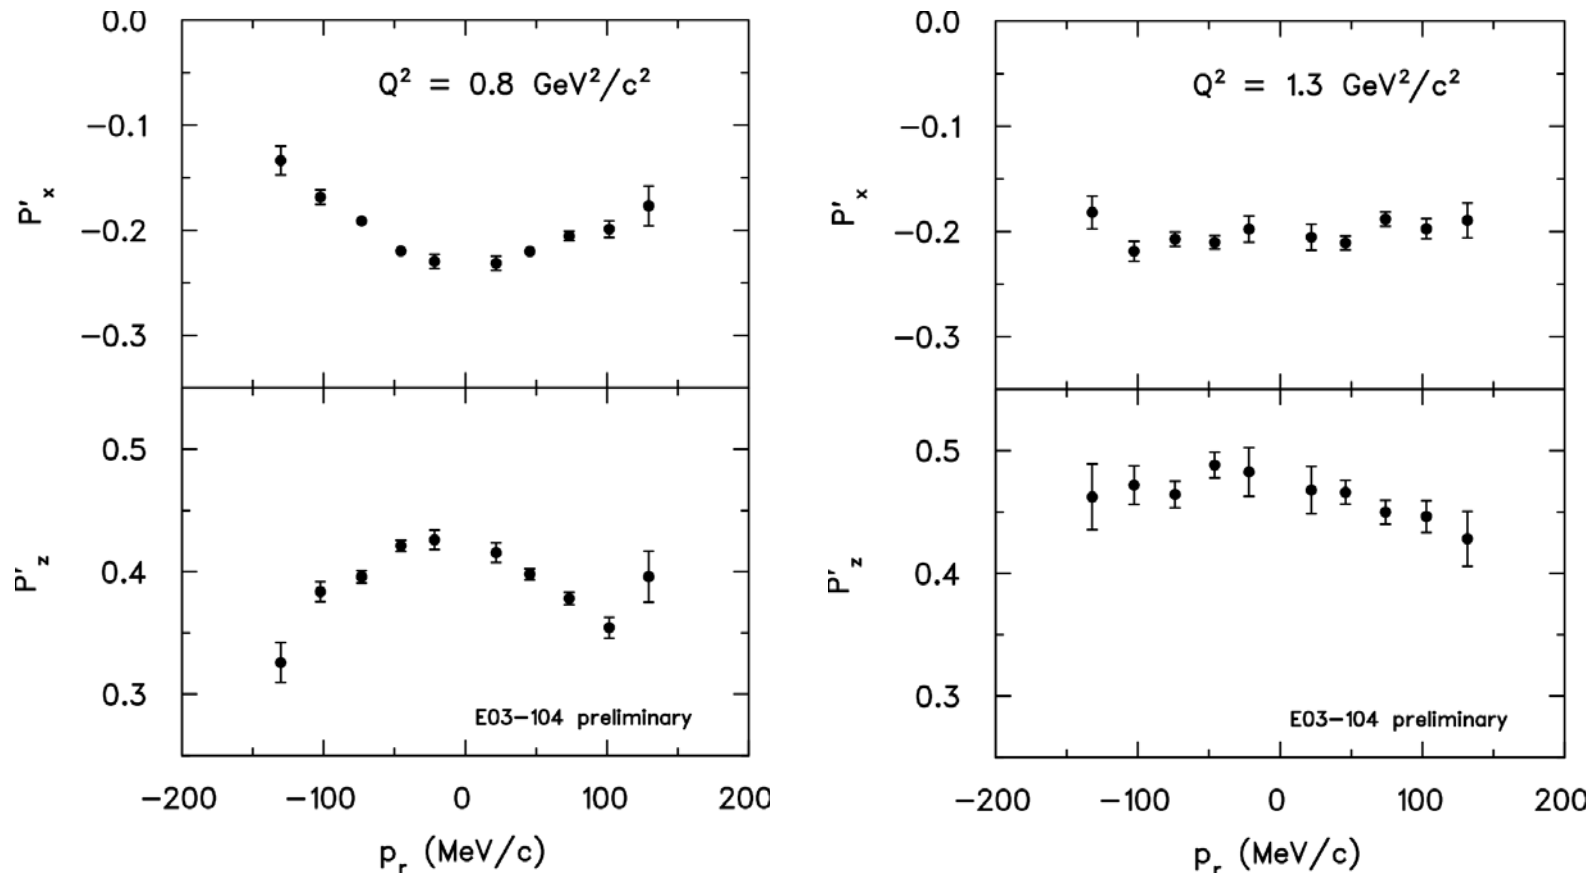 0.0
Q² = 0.8 GeV²/c²
−0.1
P'ₓ
−0.2
−0.3
0.5
0.4
P'z
0.3
E03−104 preliminary
−200 −100 0 100 200
pᵣ (MeV/c)
0.0
Q² = 1.3 GeV²/c²
−0.1
P'ₓ
−0.2
−0.3
0.5
0.4
P'z
0.3
E03−104 preliminary
−200 −100 0 100 200
pᵣ (MeV/c)